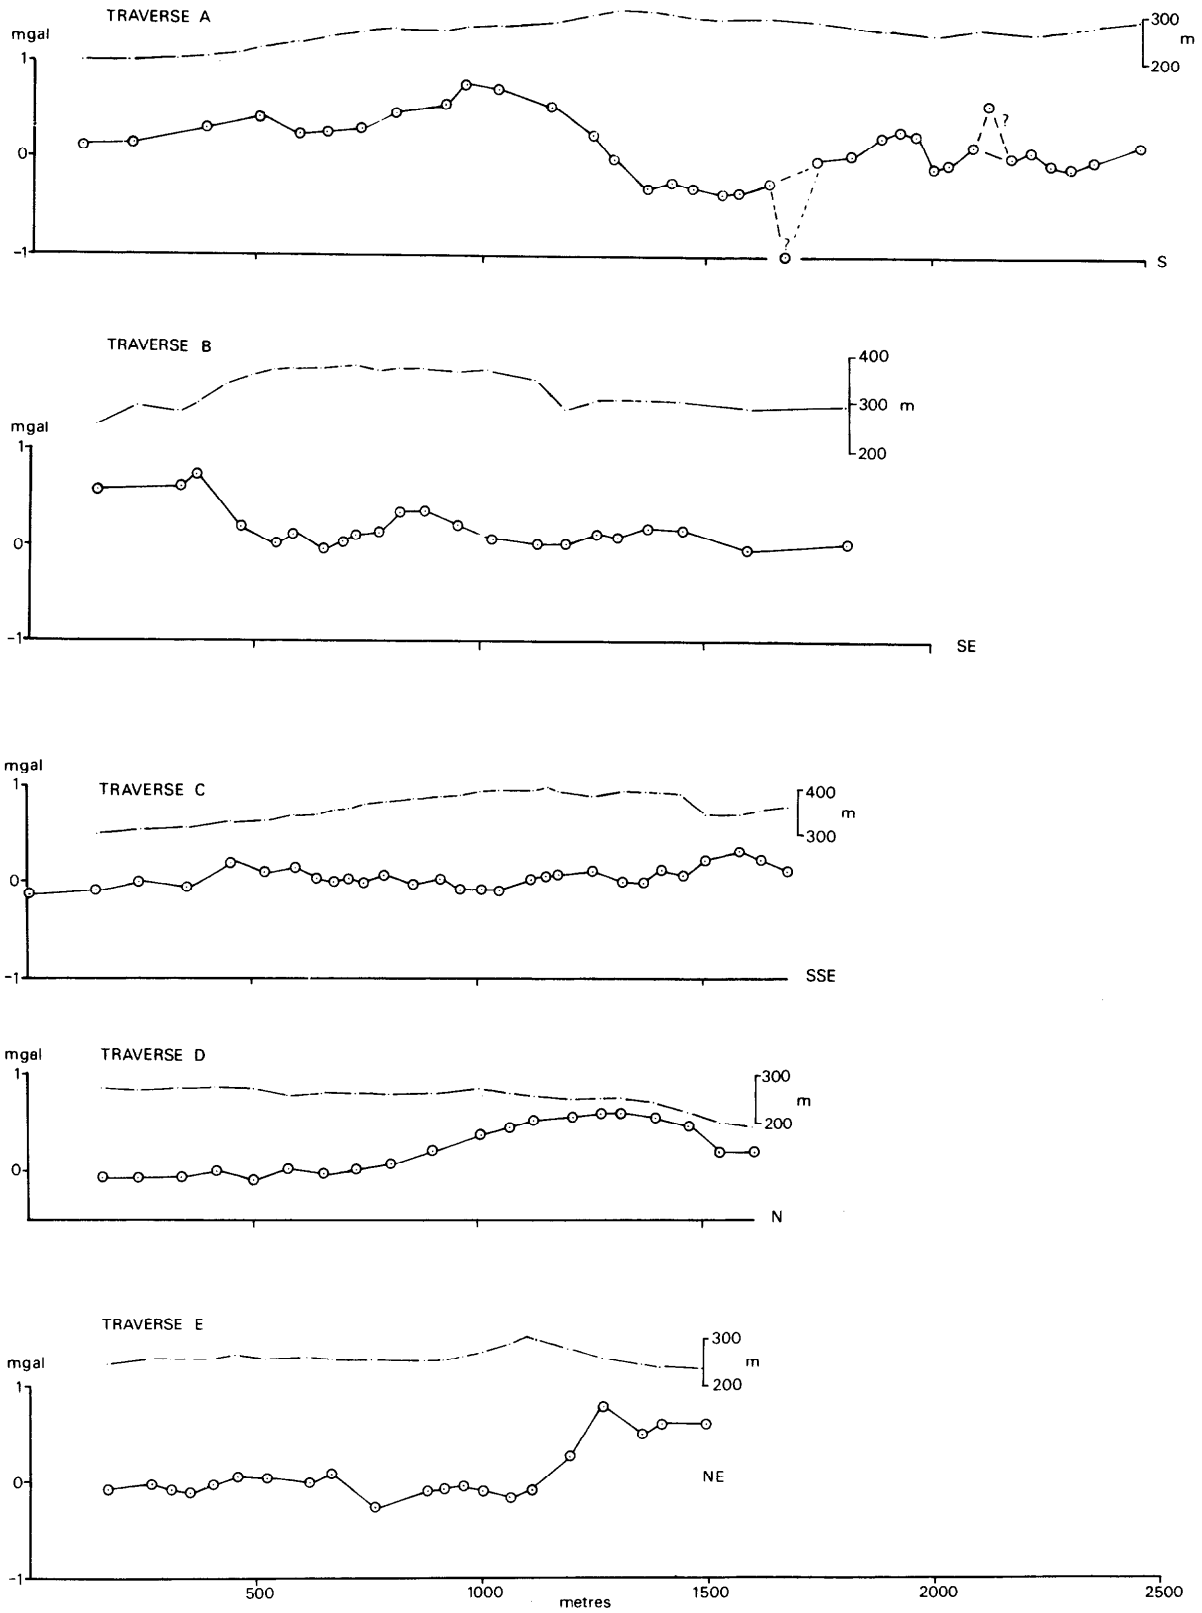 TRAVERSE A
mgal
300
m
200
1
0
-1
?
?
S
TRAVERSE B
400
300 m
200
mgal
1
0
-1
SE
mgal
1
TRAVERSE C
400
m
300
0
-1
SSE
mgal
TRAVERSE D
1
300
m
200
0
N
TRAVERSE E
300
m
200
mgal
1
0
NE
-1
500
1000
1500
2000
2500
metres